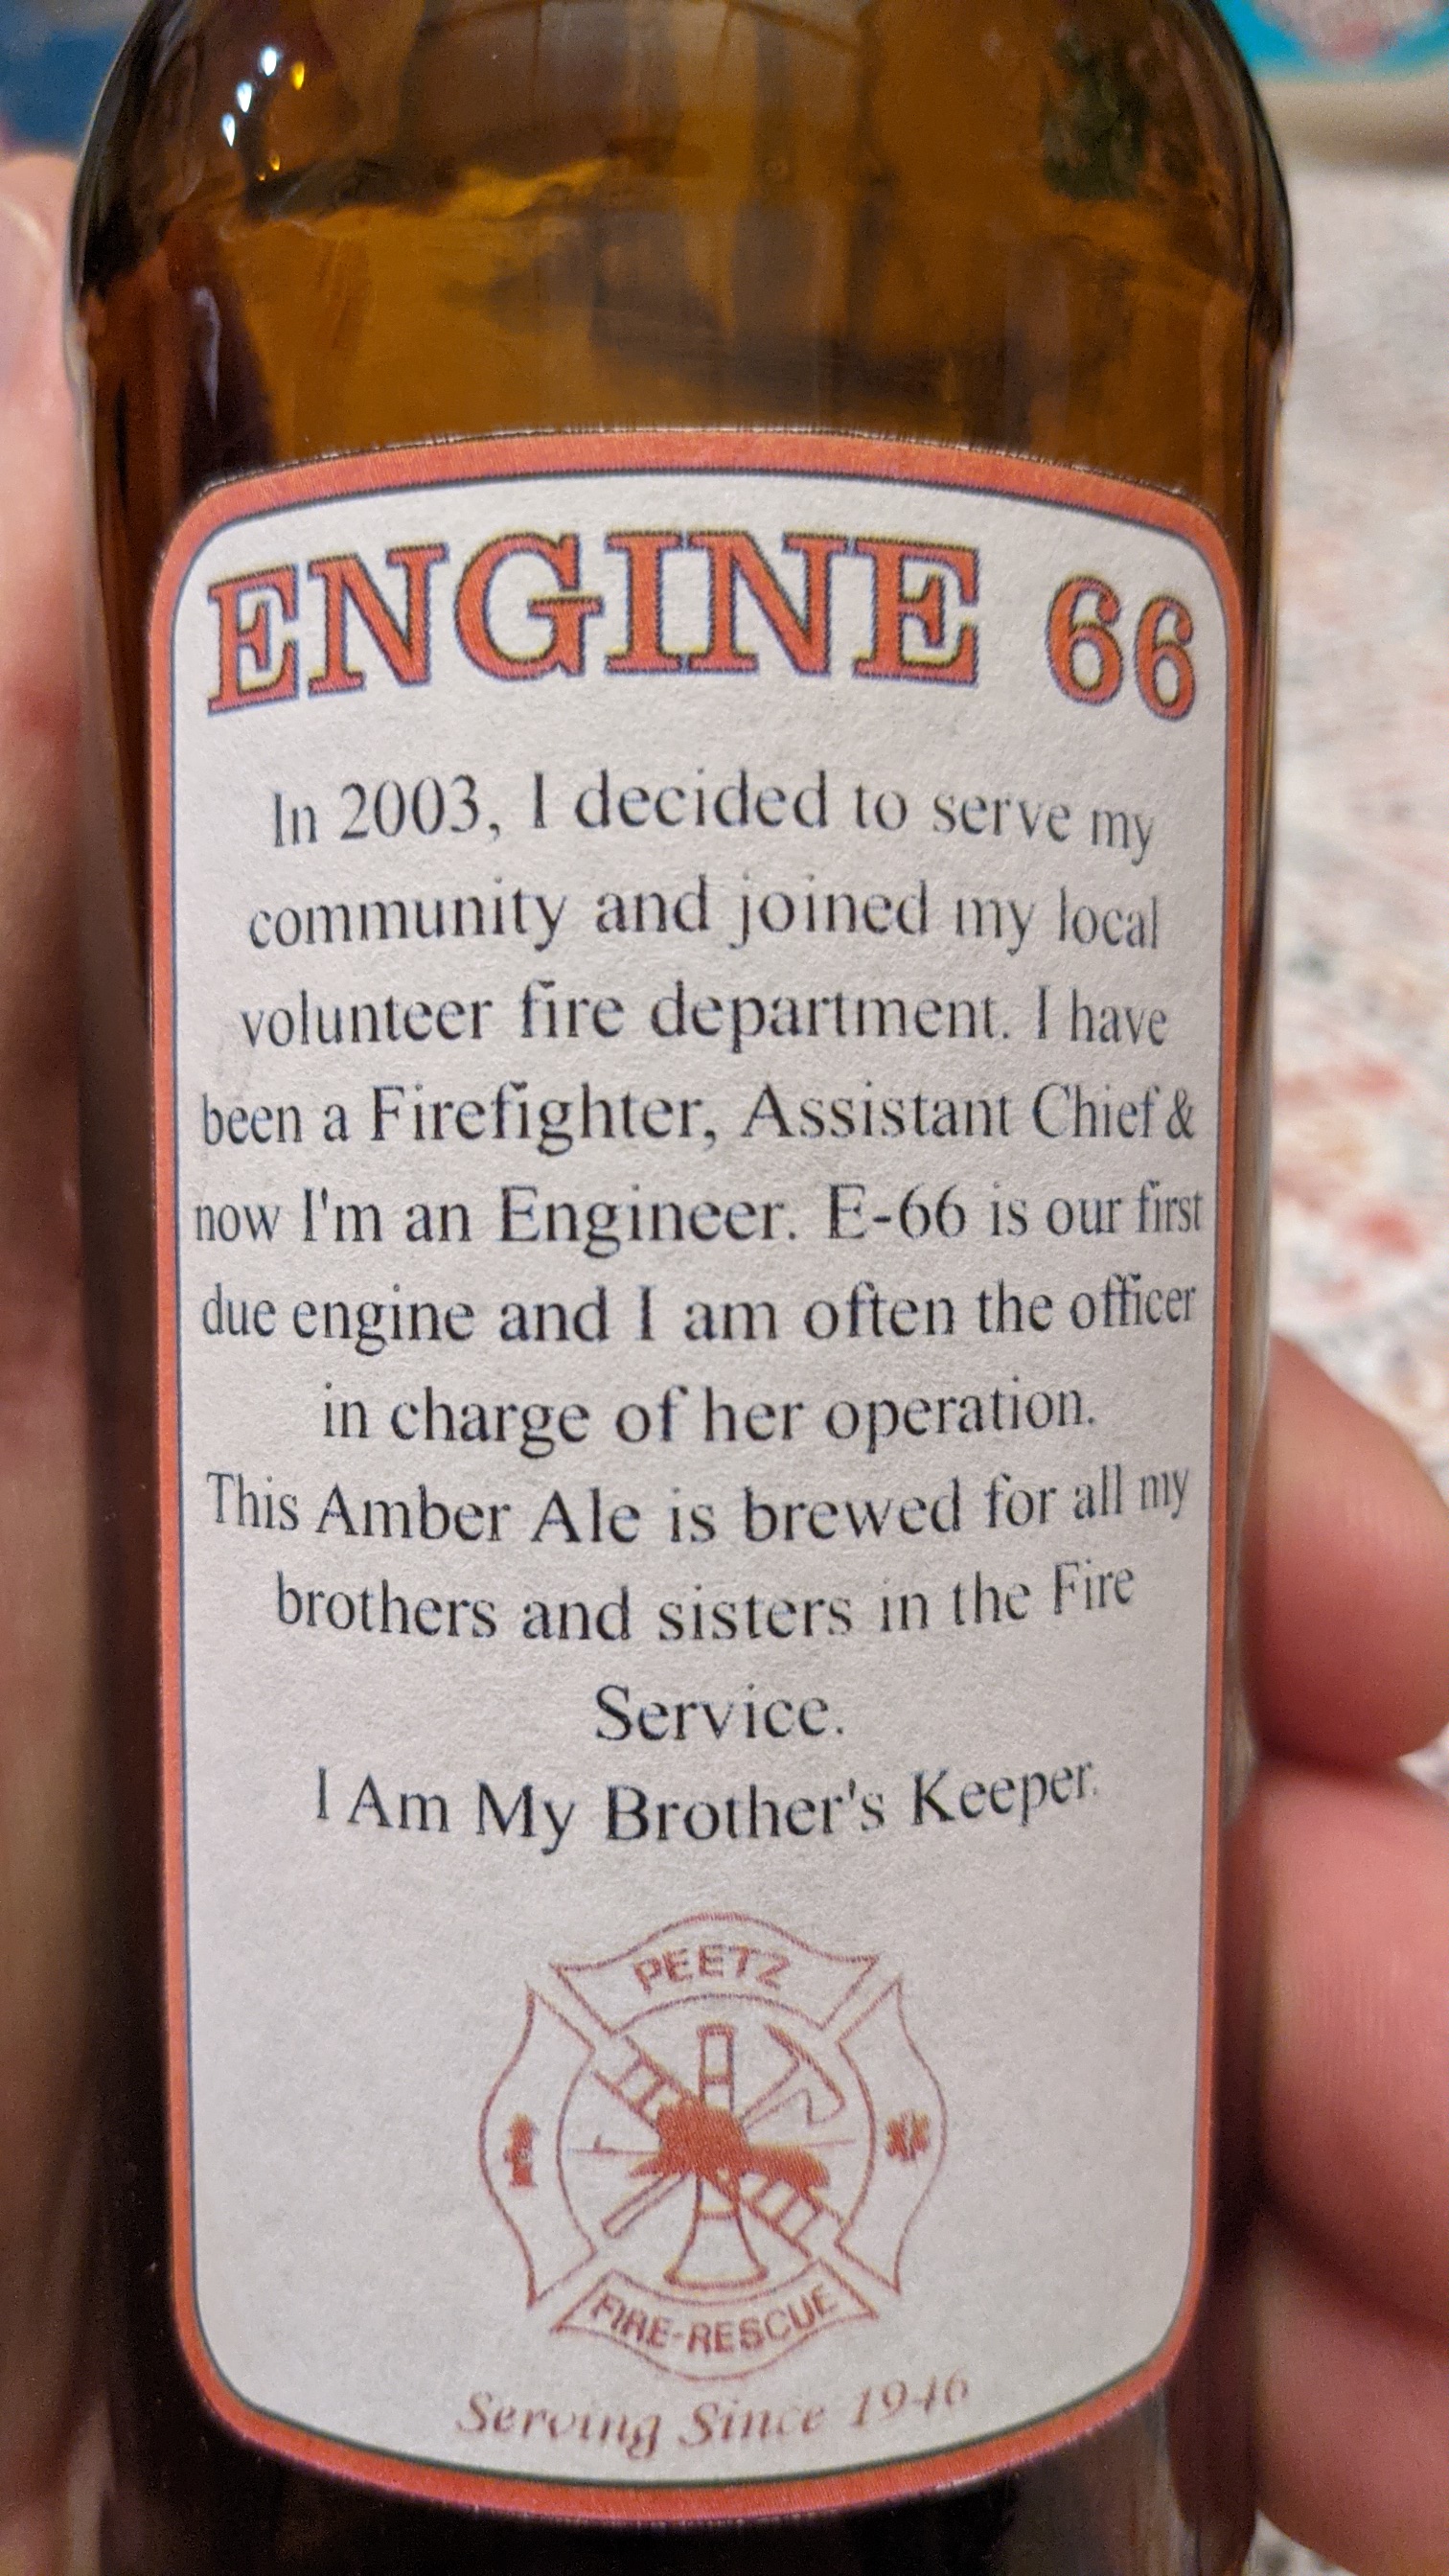 ENGINE 66
In 2003, I decided to serve my
community and joined my local
volunteer fire department. I have
been a Firefighter, Assistant Chief &
now I'm an Engineer. E-66 is our first
due engine and I am often the officer
in charge of her operation.
This Amber Ale is brewed for all my
brothers and sisters in the Fire
Service.
I Am My Brother's Keeper.
PEETZ
FIRE-RESCUE
Serving Since 1946